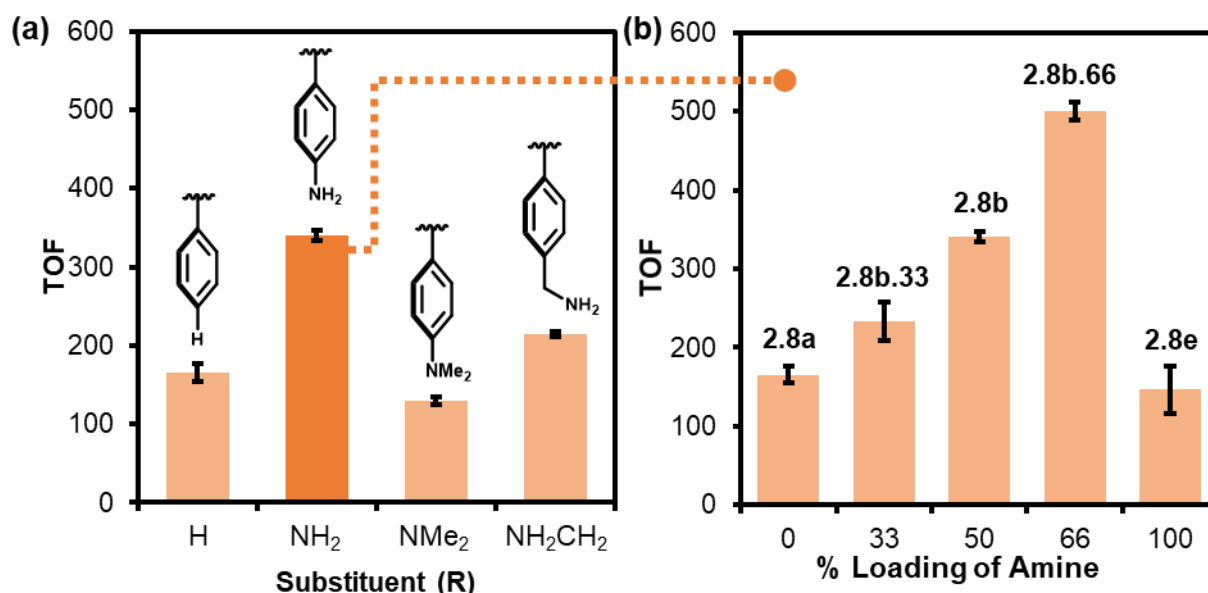 (a)
600
500
400
300
200
100
0
TOF
H
NH2
NMe2
NH2
H
NH2
NMe2
NH2CH2
Substituent (R)
(b)
600
500
400
300
200
100
0
TOF
2.8a
2.8b.33
2.8b
2.8b.66
2.8e
0
33
50
66
100
% Loading of Amine